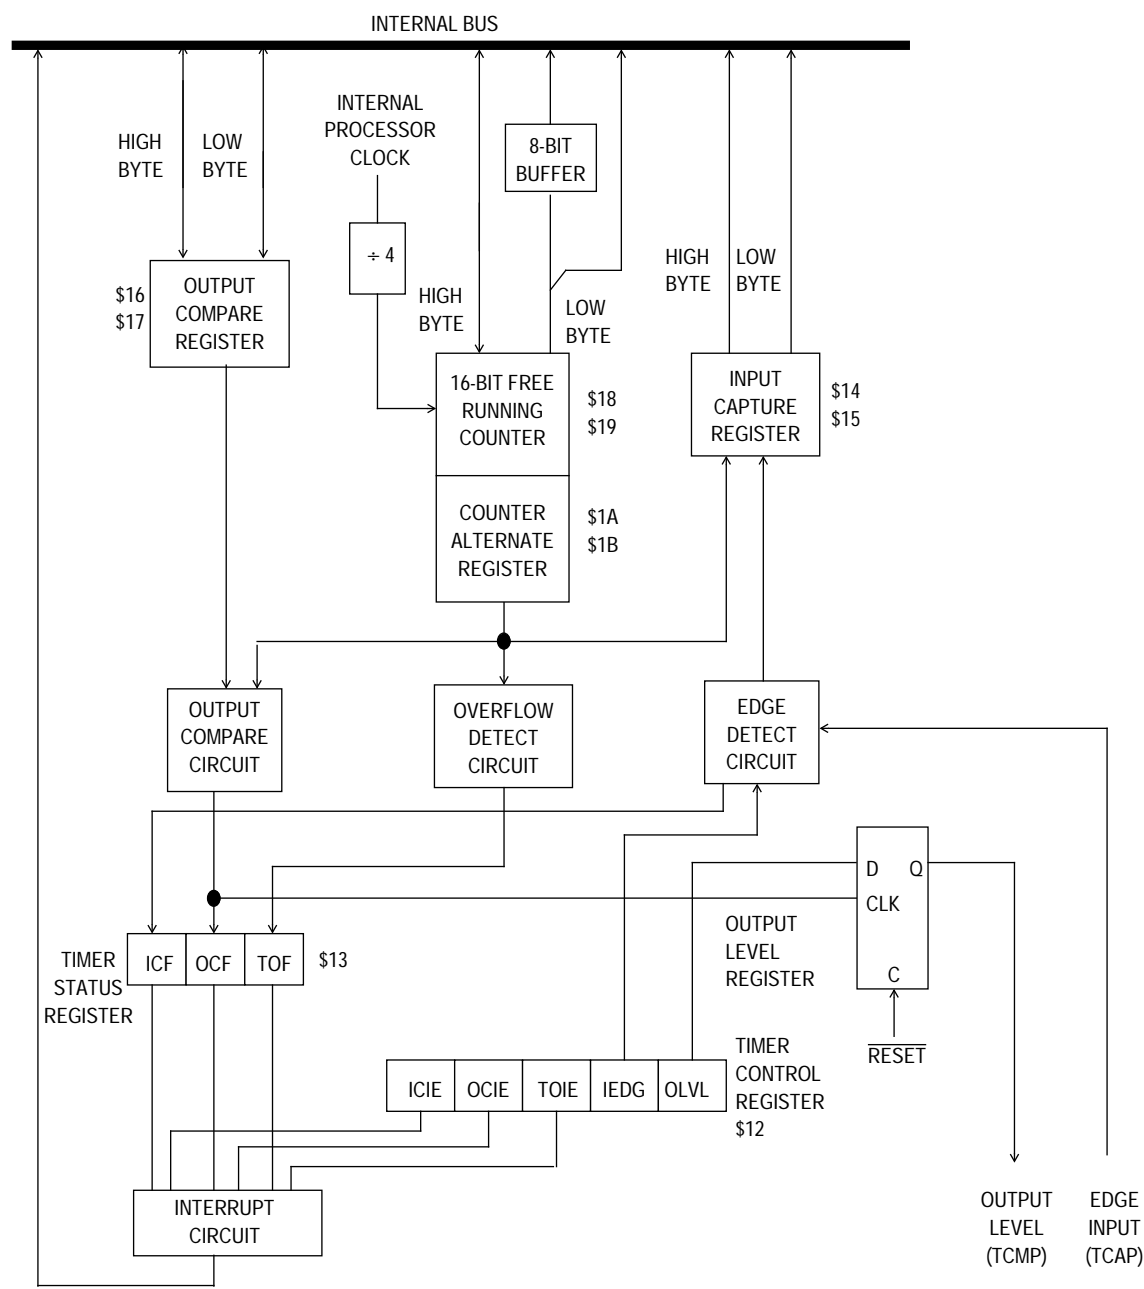 INTERNAL BUS
HIGH
BYTE
LOW
BYTE
INTERNAL
PROCESSOR
CLOCK
8-BIT
BUFFER
÷ 4
HIGH
BYTE
LOW
BYTE
HIGH
BYTE
LOW
BYTE
$16
$17
OUTPUT
COMPARE
REGISTER
16-BIT FREE
RUNNING
COUNTER
$18
$19
INPUT
CAPTURE
REGISTER
$14
$15
COUNTER
ALTERNATE
REGISTER
$1A
$1B
OUTPUT
COMPARE
CIRCUIT
OVERFLOW
DETECT
CIRCUIT
EDGE
DETECT
CIRCUIT
D Q
CLK
C
RESET
OUTPUT
LEVEL
REGISTER
TIMER
STATUS
REGISTER
ICF OCF TOF
$13
ICIE OCIE TOIE IEDG OLVL
TIMER
CONTROL
REGISTER
$12
INTERRUPT
CIRCUIT
OUTPUT
LEVEL
(TCMP)
EDGE
INPUT
(TCAP)